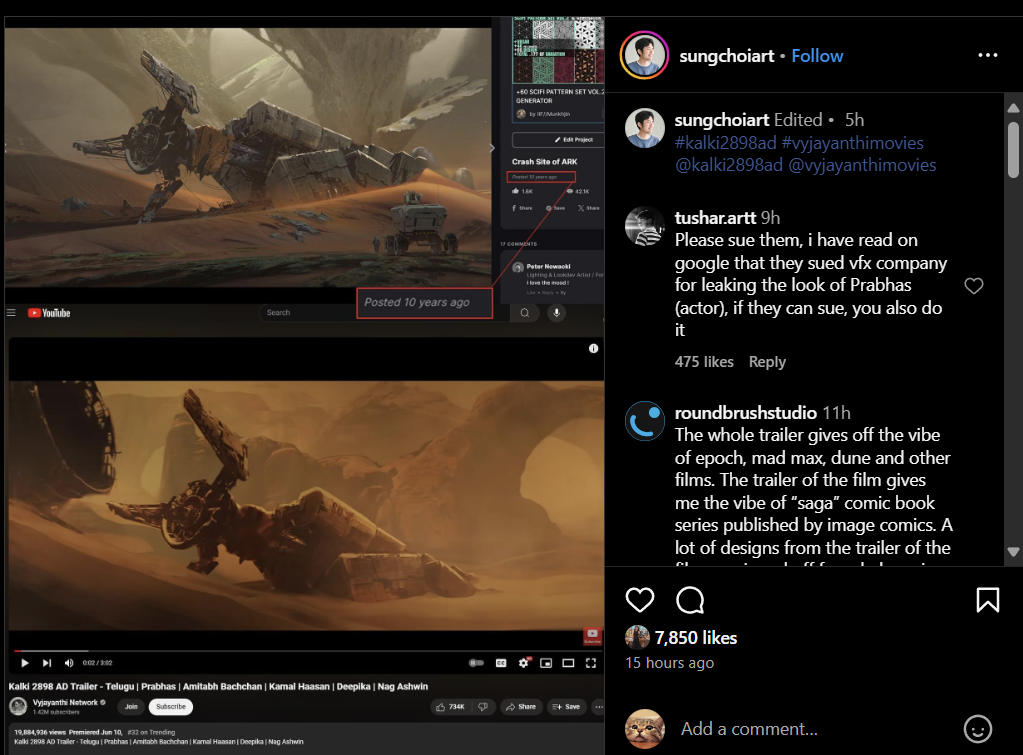 SCIFI PATTERN SET VOL.2
+60 SCIFI PATTERN SET VOL.2
GENERATOR
Edit Project
Crash Site of ARK
Posted 10 years ago
1.6K 42.1K
Share Save Share
17 COMMENTS
Peter Nowacki
Lighting & Lookdev Artist / For
I love the mood !
Posted 10 years ago
YouTube
Search
0:02 / 3:02
Subscribe
Kalki 2898 AD Trailer - Telugu | Prabhas | Amitabh Bachchan | Kamal Haasan | Deepika | Nag Ashwin
Vyjayanthi Network
1.42M subscribers
Join
Subscribe
734K
Share
Save
19,884,936 views Premiered Jun 10, #32 on Trending
Kalki 2898 AD Trailer - Telugu | Prabhas | Amitabh Bachchan | Kamal Haasan | Deepika | Nag Ashwin
sungchoiart • Follow
sungchoiart Edited • 5h
#kalki2898ad #vyjayanthimovies
@kalki2898ad @vyjayanthimovies
tushar.artt 9h
Please sue them, i have read on
google that they sued vfx company
for leaking the look of Prabhas
(actor), if they can sue, you also do
it
475 likes Reply
roundbrushstudio 11h
The whole trailer gives off the vibe
of epoch, mad max, dune and other
films. The trailer of the film gives
me the vibe of “saga” comic book
series published by image comics. A
lot of designs from the trailer of the
7,850 likes
15 hours ago
Add a comment...